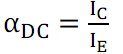 α_DC = I_C / I_E